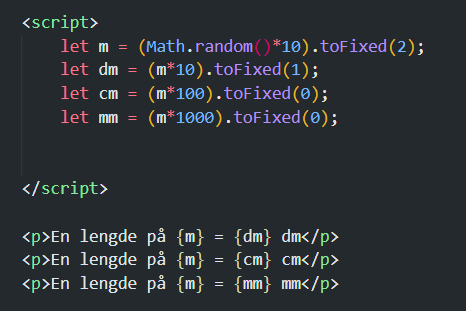 <script>
let m = (Math.random()*10).toFixed(2);
let dm = (m*10).toFixed(1);
let cm = (m*100).toFixed(0);
let mm = (m*1000).toFixed(0);
</script>
<p>En lengde på {m} = {dm} dm</p>
<p>En lengde på {m} = {cm} cm</p>
<p>En lengde på {m} = {mm} mm</p>